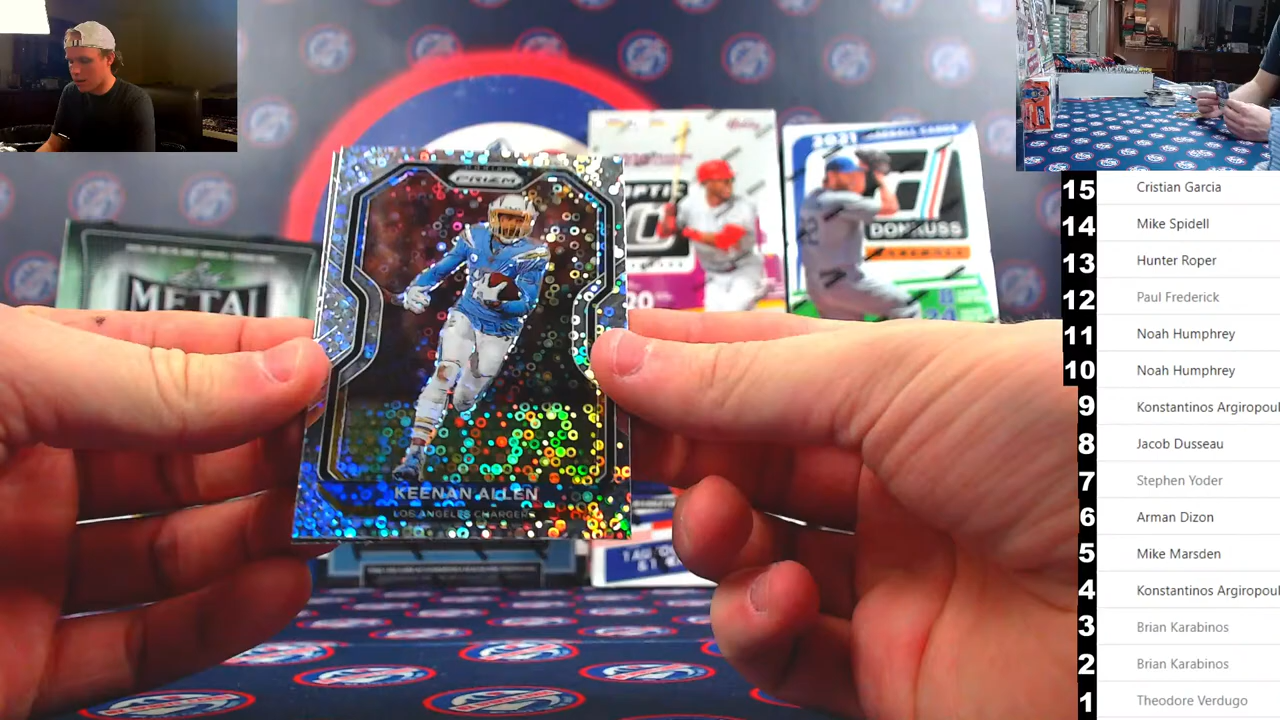 PRIZM
KEENAN ALLEN
LOS ANGELES CHARGERS
METAL
OPTIC
20
2021
DONRUSS
15 Cristian Garcia
14 Mike Spidell
13 Hunter Roper
12 Paul Frederick
11 Noah Humphrey
10 Noah Humphrey
9 Konstantinos Argiropoul
8 Jacob Dusseau
7 Stephen Yoder
6 Arman Dizon
5 Mike Marsden
4 Konstantinos Argiropoul
3 Brian Karabinos
2 Brian Karabinos
1 Theodore Verdugo